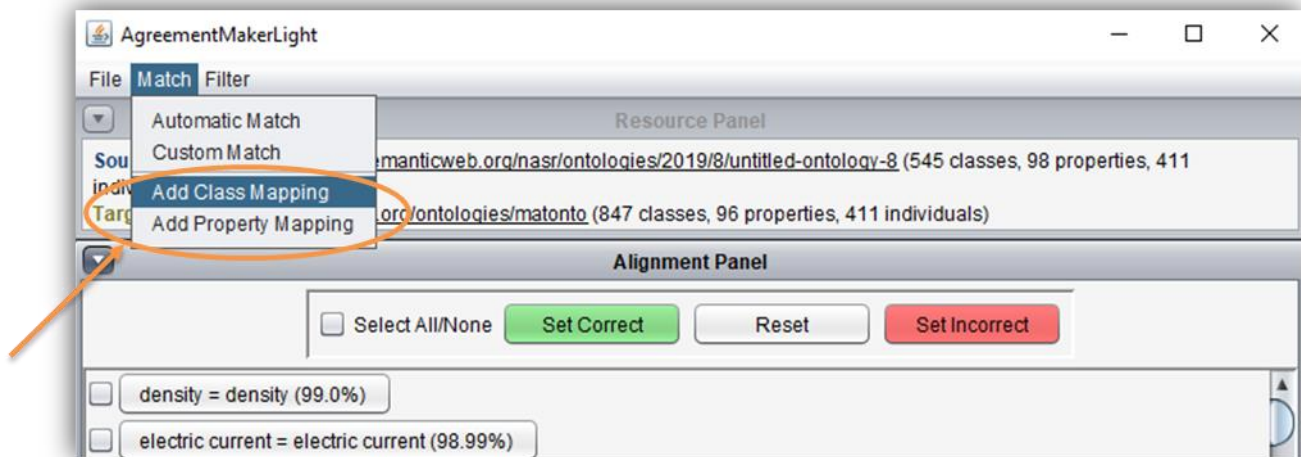 AgreementMakerLight
File Match Filter
Automatic Match
Custom Match
Add Class Mapping
Add Property Mapping
Resource Panel
Sou emanticweb.org/nasr/ontologies/2019/8/untitled-ontology-8 (545 classes, 98 properties, 411
indiv
Targ .org/ontologies/matonto (847 classes, 96 properties, 411 individuals)
Alignment Panel
Select All/None Set Correct Reset Set Incorrect
density = density (99.0%)
electric current = electric current (98.99%)